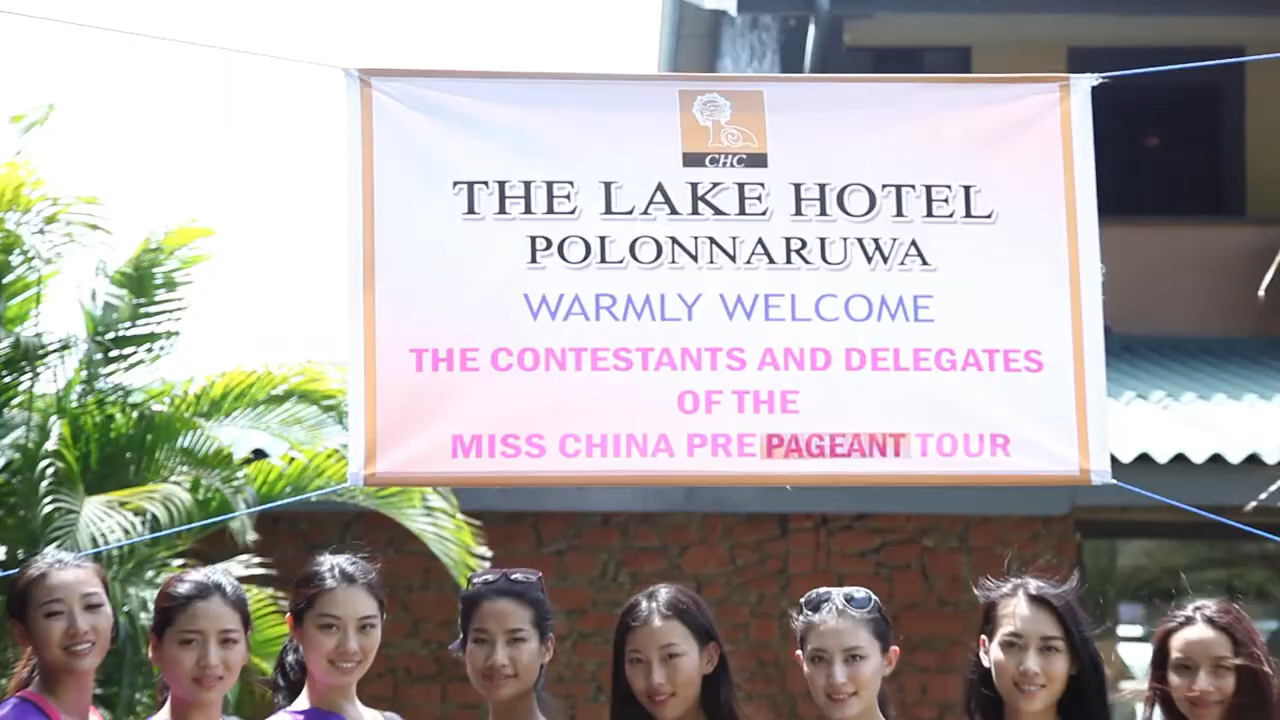 CHC
THE LAKE HOTEL
POLONNARUWA
WARMLY WELCOME
THE CONTESTANTS AND DELEGATES
OF THE
MISS CHINA PRE PAGEANT TOUR